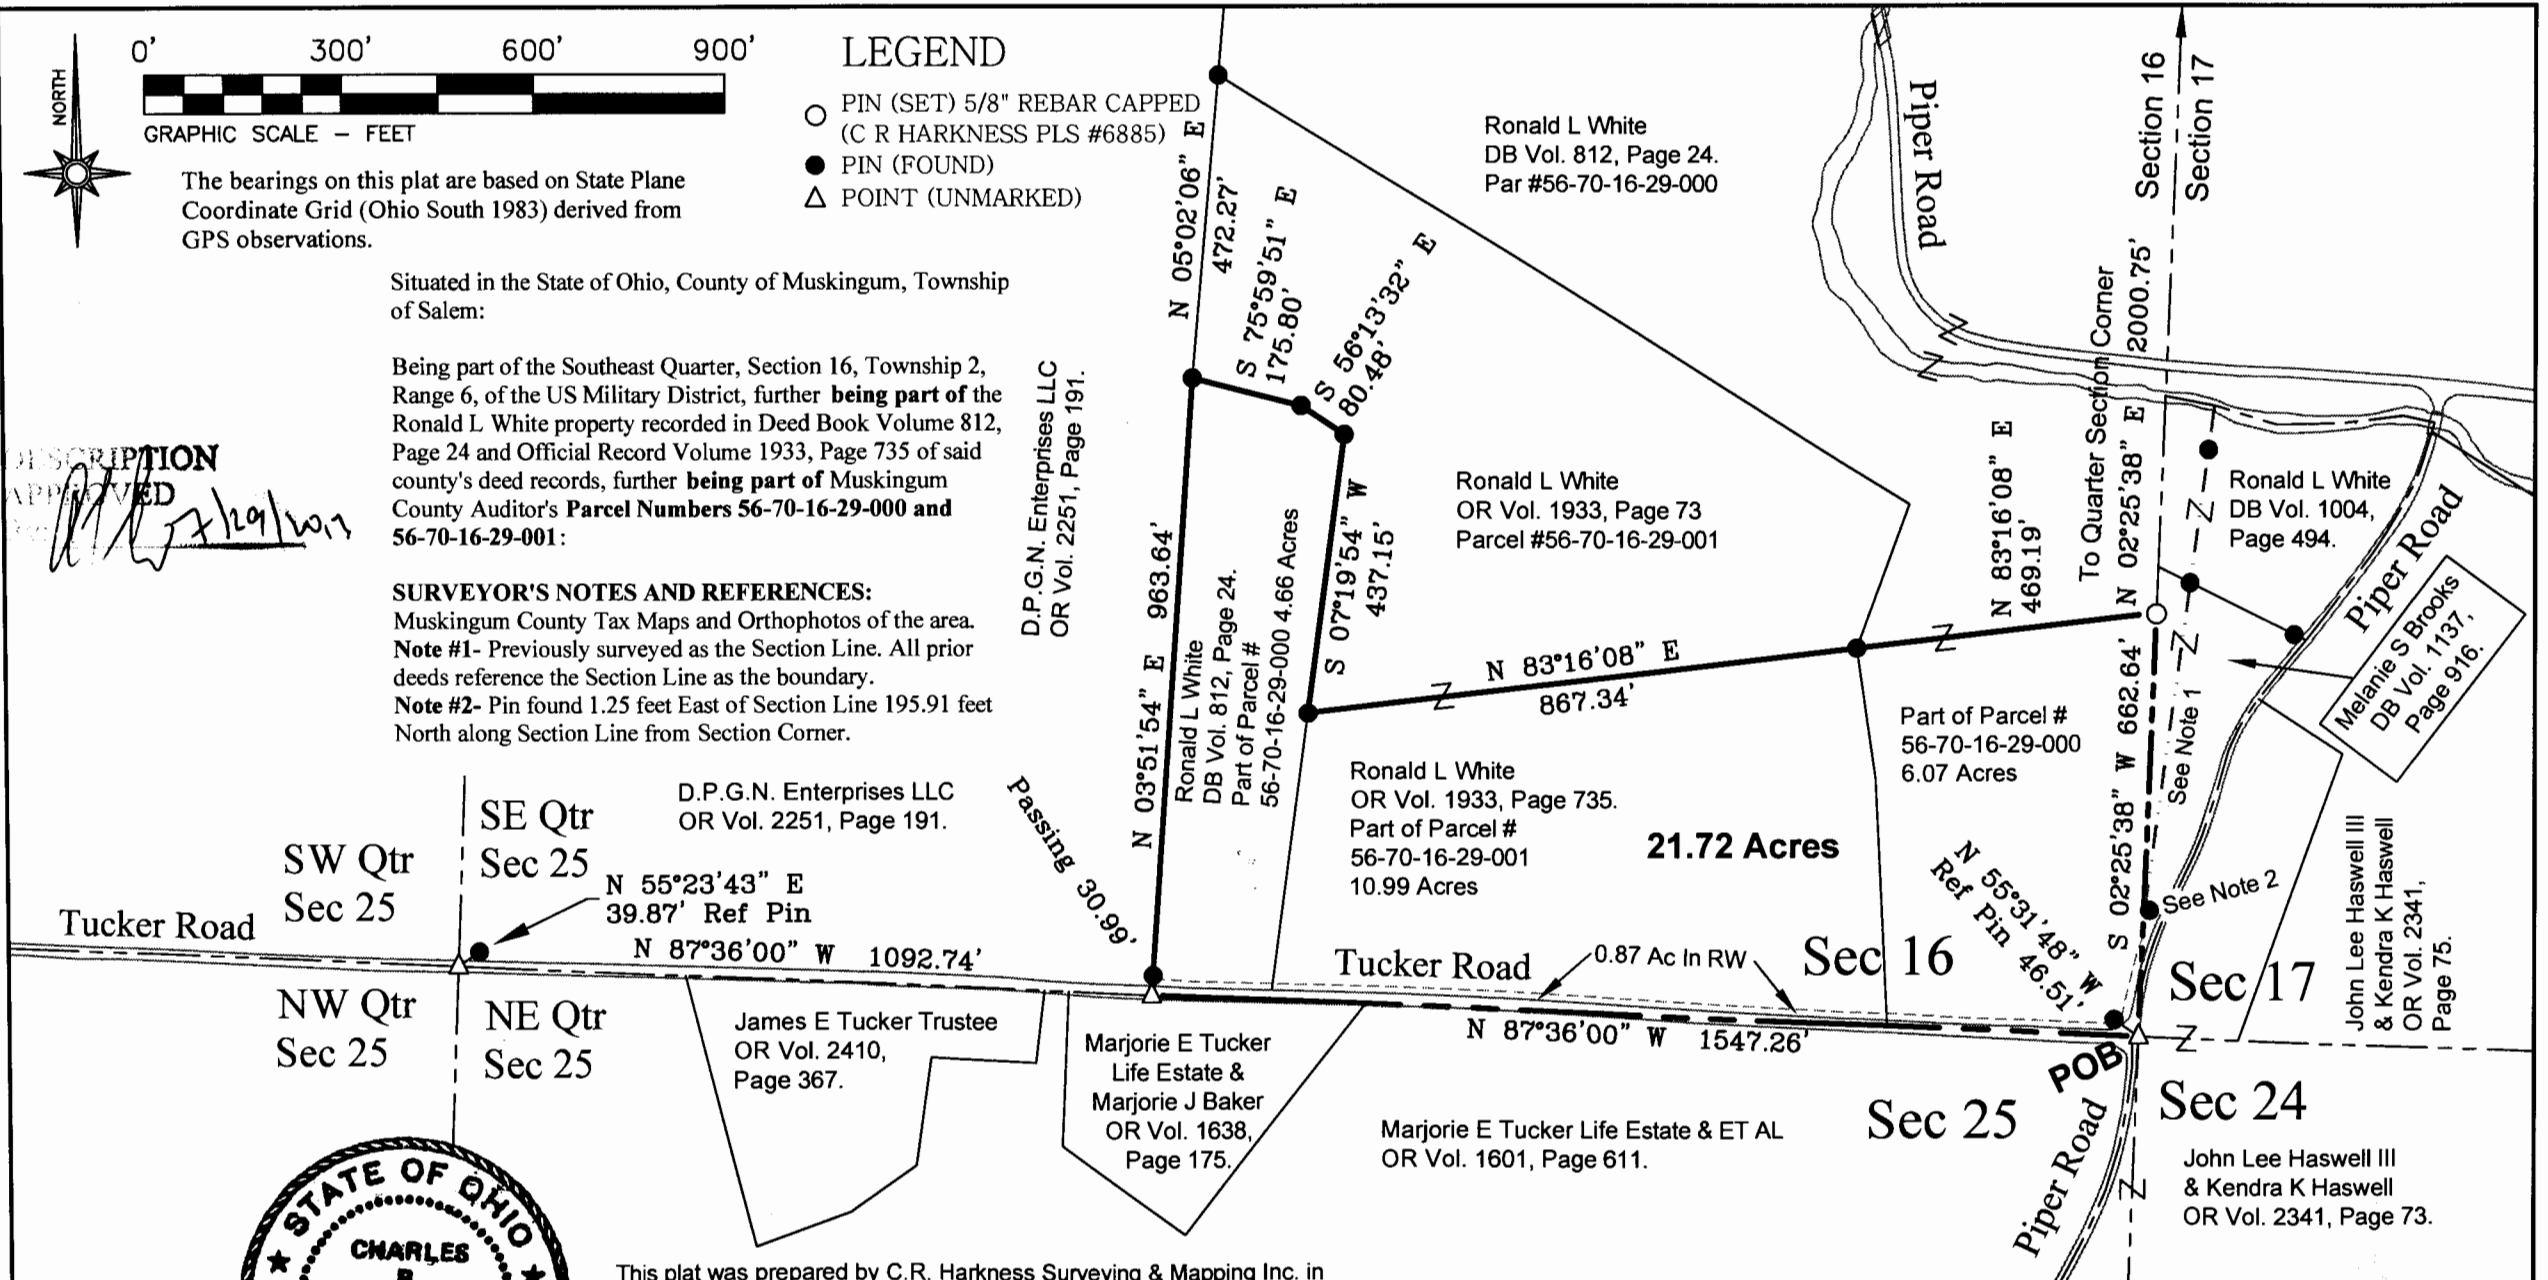 0' 300' 600' 900'
GRAPHIC SCALE – FEET
NORTH
The bearings on this plat are based on State Plane
Coordinate Grid (Ohio South 1983) derived from
GPS observations.
LEGEND
PIN (SET) 5/8" REBAR CAPPED
(C R HARKNESS PLS #6885)
PIN (FOUND)
POINT (UNMARKED)
Situated in the State of Ohio, County of Muskingum, Township
of Salem:
Being part of the Southeast Quarter, Section 16, Township 2,
Range 6, of the US Military District, further being part of the
Ronald L White property recorded in Deed Book Volume 812,
Page 24 and Official Record Volume 1933, Page 735 of said
county's deed records, further being part of Muskingum
County Auditor's Parcel Numbers 56-70-16-29-000 and
56-70-16-29-001:
SURVEYOR'S NOTES AND REFERENCES:
Muskingum County Tax Maps and Orthophotos of the area.
Note #1- Previously surveyed as the Section Line. All prior
deeds reference the Section Line as the boundary.
Note #2- Pin found 1.25 feet East of Section Line 195.91 feet
North along Section Line from Section Corner.
DESCRIPTION
APPROVED
N 05°02'06" E
472.27'
S 75°59'51" E
175.80'
S 56°13'32" E
80.48'
S 07°19'54" W
437.15'
N 03°51'54" E 963.64'
D.P.G.N. Enterprises LLC
OR Vol. 2251, Page 191.
Ronald L White
DB Vol. 812, Page 24.
Part of Parcel #
56-70-16-29-000 4.66 Acres
Ronald L White
DB Vol. 812, Page 24.
Par #56-70-16-29-000
Piper Road
Section 16
Section 17
To Quarter Section Corner
N 02°25'38" E 2000.75'
Ronald L White
OR Vol. 1933, Page 73
Parcel #56-70-16-29-001
N 83°16'08" E
469.19'
N 83°16'08" E
867.34'
Ronald L White
DB Vol. 1004,
Page 494.
Piper Road
Melanie S Brooks
DB Vol. 1137,
Page 916.
Part of Parcel #
56-70-16-29-000
6.07 Acres
S 02°25'38" W 662.64'
See Note 1
See Note 2
Ronald L White
OR Vol. 1933, Page 735.
Part of Parcel #
56-70-16-29-001
10.99 Acres
21.72 Acres
N 55°31'48" W
Ref Pin 46.51'
John Lee Haswell III
& Kendra K Haswell
OR Vol. 2341,
Page 75.
D.P.G.N. Enterprises LLC
OR Vol. 2251, Page 191.
Passing 30.99'
SW Qtr
Sec 25
SE Qtr
Sec 25
N 55°23'43" E
39.87' Ref Pin
Tucker Road
N 87°36'00" W 1092.74'
Tucker Road
0.87 Ac In RW
Sec 16
Sec 17
N 87°36'00" W 1547.26'
POB
NW Qtr
Sec 25
NE Qtr
Sec 25
James E Tucker Trustee
OR Vol. 2410,
Page 367.
Marjorie E Tucker
Life Estate &
Marjorie J Baker
OR Vol. 1638,
Page 175.
Marjorie E Tucker Life Estate & ET AL
OR Vol. 1601, Page 611.
Sec 25
Sec 24
Piper Road
John Lee Haswell III
& Kendra K Haswell
OR Vol. 2341, Page 73.
STATE OF OHIO
CHARLES
R
This plat was prepared by C.R. Harkness Surveying & Mapping Inc. in